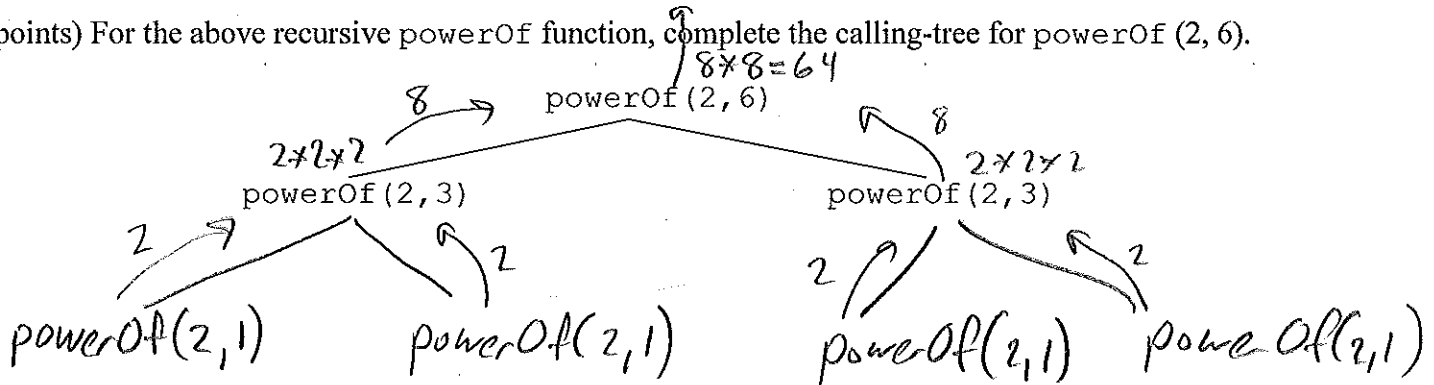 points) For the above recursive powerOf function, complete the calling-tree for powerOf (2, 6).
8*8=64
8 powerOf(2,6) 8
2*2*2 2*2*2
powerOf(2,3) powerOf(2,3)
2 2 2 2
powerOf(2,1) powerOf(2,1) powerOf(2,1) powerOf(2,1)